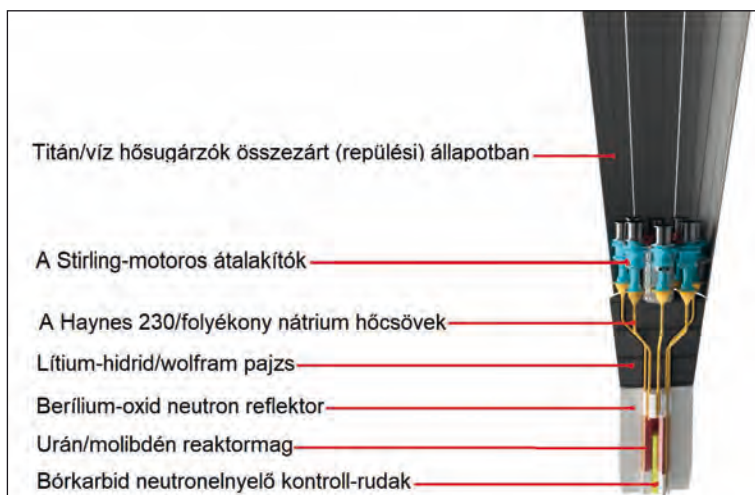 Titán/víz hősugárzók összezárt (repülési) állapotban
A Stirling-motoros átalakítók
A Haynes 230/folyékony nátrium hőcsövek
Lítium-hidrid/wolfram pajzs
Berílium-oxid neutron reflektor
Urán/molibdén reaktormag
Bórkarbid neutronelnyelő kontroll-rudak